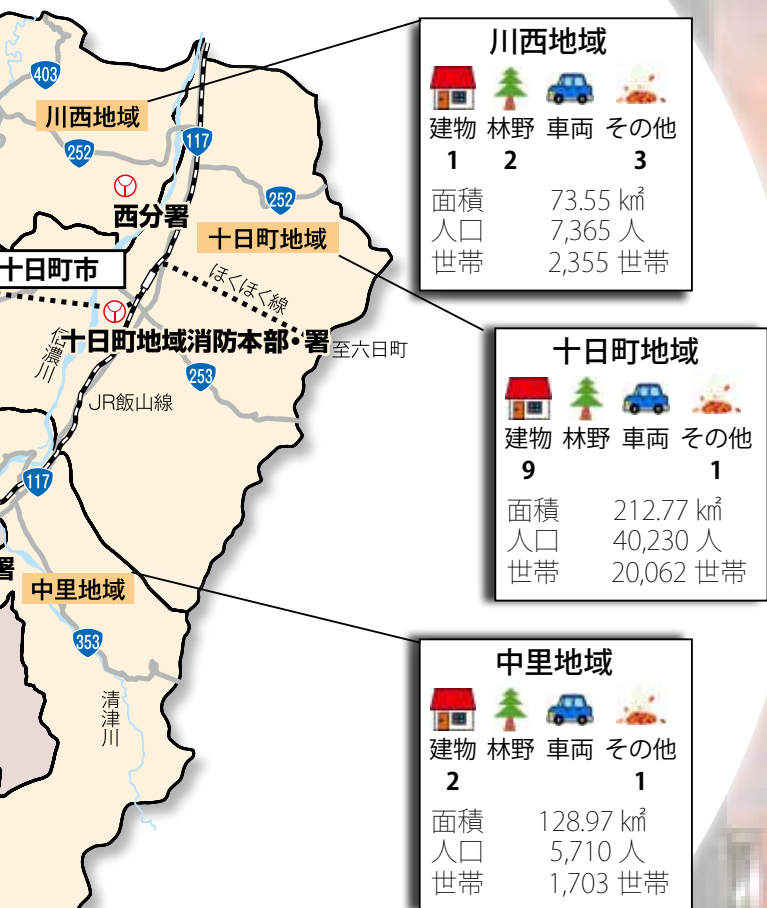 403
川西地域
252
117
西分署
252
十日町地域
十日町市
ほくほく線
信濃川
十日町地域消防本部・署
至六日町
253
JR飯山線
117
署
中里地域
353
清津川
川西地域
建物 林野 車両 その他
1 2 3
面積 73.55 ㎢
人口 7,365 人
世帯 2,355 世帯
十日町地域
建物 林野 車両 その他
9 1
面積 212.77 ㎢
人口 40,230 人
世帯 20,062 世帯
中里地域
建物 林野 車両 その他
2 1
面積 128.97 ㎢
人口 5,710 人
世帯 1,703 世帯